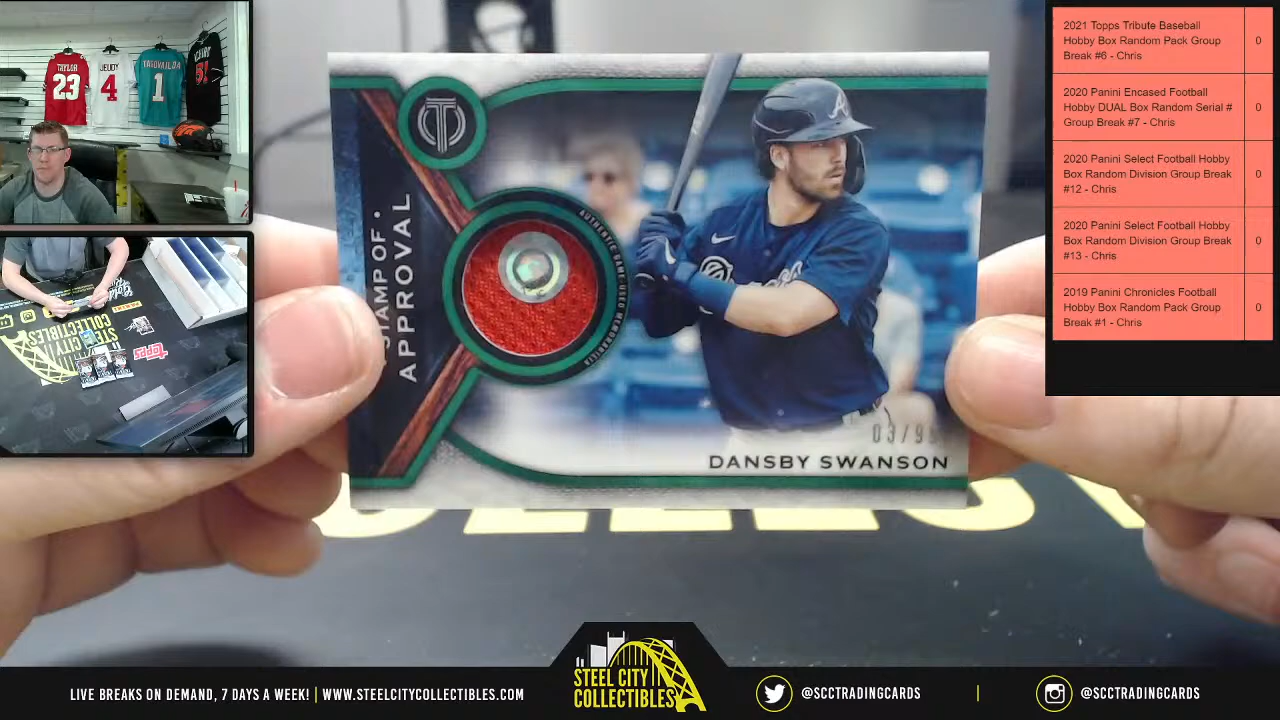 TAYLOR
23
JEUDY
4
TAGOVAILOA
1
51
STAMP OF
APPROVAL
AUTHENTIC GAME-USED MEMORABILIA
A
DANSBY SWANSON
topps
STEEL CITY
2021 Topps Tribute Baseball
Hobby Box Random Pack Group
Break #6 - Chris
0
2020 Panini Encased Football
Hobby DUAL Box Random Serial #
Group Break #7 - Chris
0
2020 Panini Select Football Hobby
Box Random Division Group Break
#12 - Chris
0
2020 Panini Select Football Hobby
Box Random Division Group Break
#13 - Chris
0
2019 Panini Chronicles Football
Hobby Box Random Pack Group
Break #1 - Chris
0
LIVE BREAKS ON DEMAND, 7 DAYS A WEEK! | WWW.STEELCITYCOLLECTIBLES.COM
STEEL CITY
COLLECTIBLES
@SCCTRADINGCARDS | @SCCTRADINGCARDS